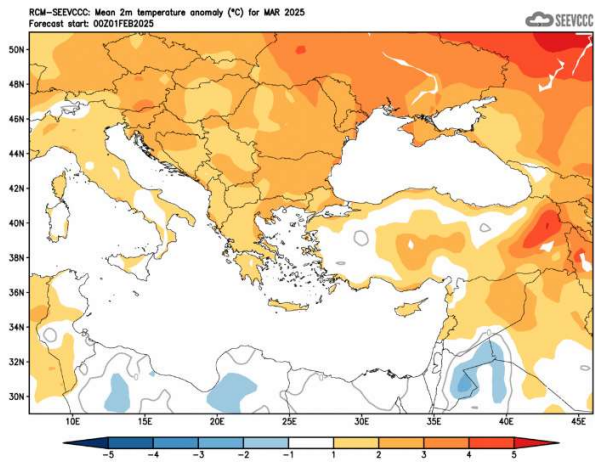 RCM-SEEVCCC: Mean 2m temperature anomaly (°C) for MAR 2025
Forecast start: 00Z01FEB2025
SEEVCCC
50N
48N
46N
44N
42N
40N
38N
36N
34N
32N
30N
10E 15E 20E 25E 30E 35E 40E 45E
-5 -4 -3 -2 -1 1 2 3 4 5